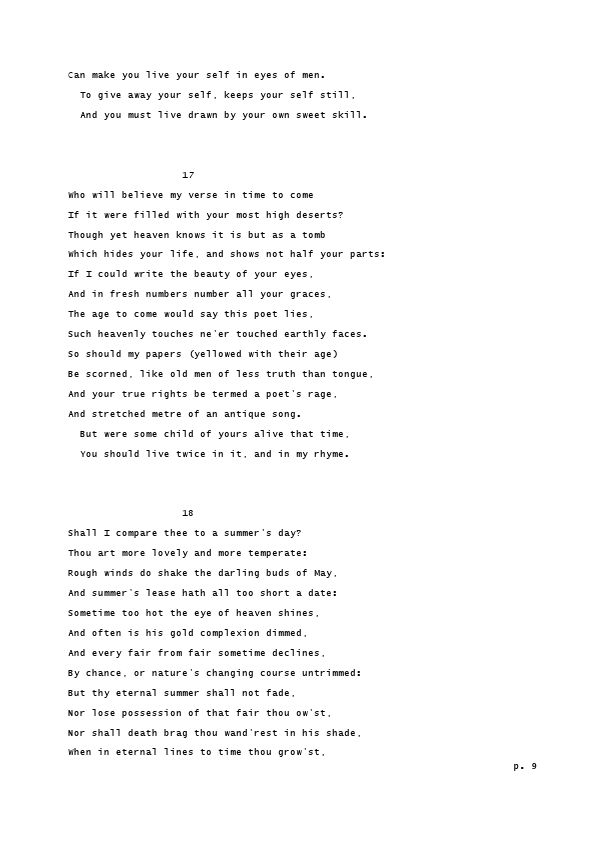 Can make you live your self in eyes of men.
To give away your self, keeps your self still,
And you must live drawn by your own sweet skill.
17
Who will believe my verse in time to come
If it were filled with your most high deserts?
Though yet heaven knows it is but as a tomb
Which hides your life, and shows not half your parts:
If I could write the beauty of your eyes,
And in fresh numbers number all your graces,
The age to come would say this poet lies,
Such heavenly touches ne'er touched earthly faces.
So should my papers (yellowed with their age)
Be scorned, like old men of less truth than tongue,
And your true rights be termed a poet's rage,
And stretched metre of an antique song.
But were some child of yours alive that time,
You should live twice in it, and in my rhyme.
18
Shall I compare thee to a summer's day?
Thou art more lovely and more temperate:
Rough winds do shake the darling buds of May,
And summer's lease hath all too short a date:
Sometime too hot the eye of heaven shines,
And often is his gold complexion dimmed,
And every fair from fair sometime declines,
By chance, or nature's changing course untrimmed:
But thy eternal summer shall not fade,
Nor lose possession of that fair thou ow'st,
Nor shall death brag thou wand'rest in his shade,
When in eternal lines to time thou grow'st,
p. 9